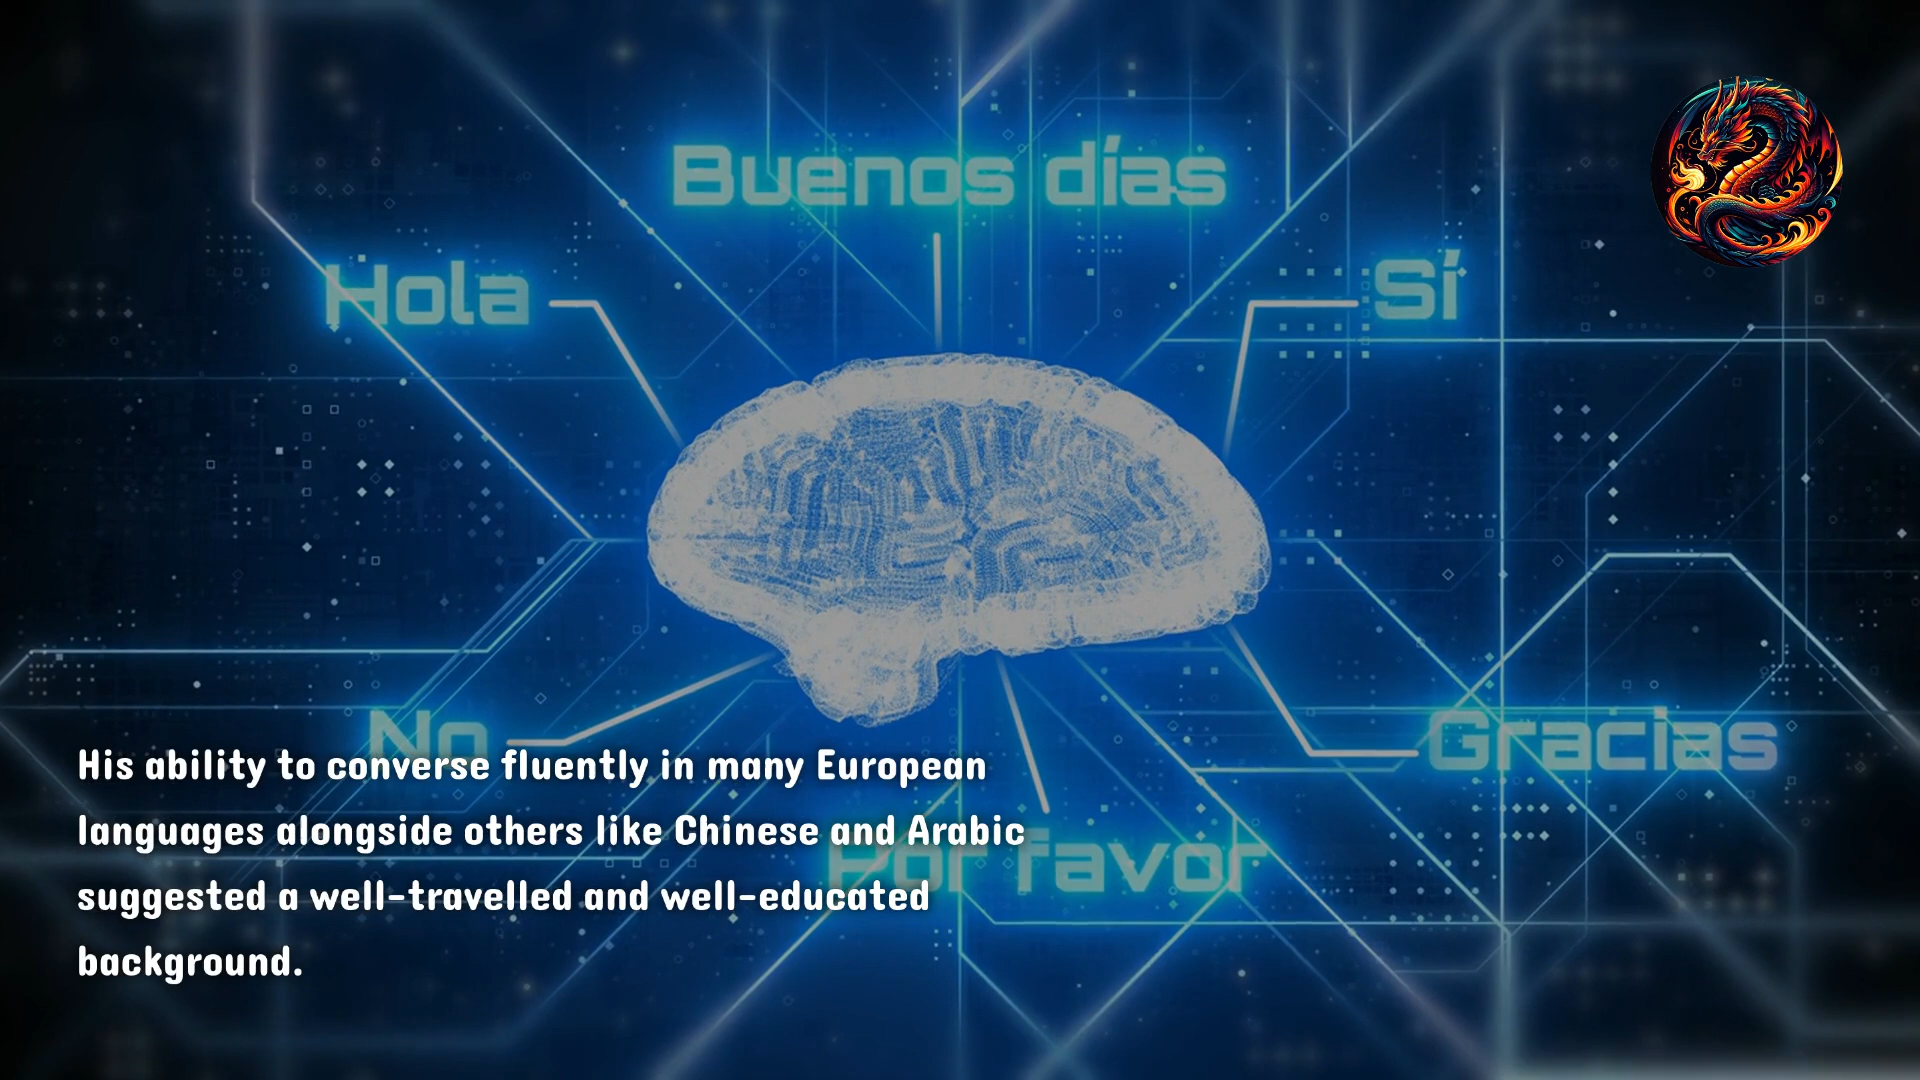 Buenos días
Hola
Sí
No
Gracias
Por favor
His ability to converse fluently in many European
languages alongside others like Chinese and Arabic
suggested a well-travelled and well-educated
background.